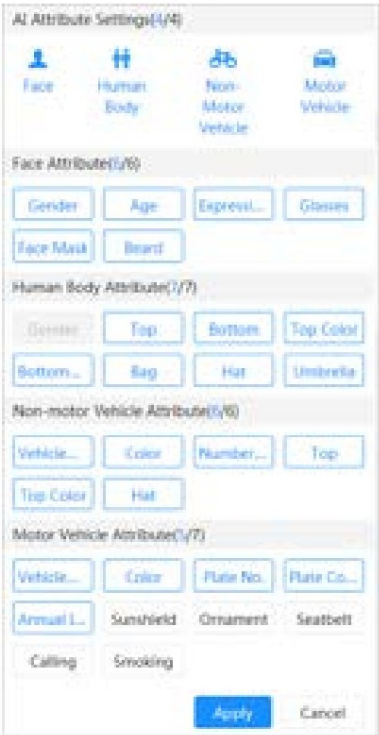 AI Attribute Settings(4/4)
Face Human Body Non-Motor Vehicle Motor Vehicle
Face Attribute(6/6)
Gender Age Expressi... Glasses
Face Mask Beard
Human Body Attribute(7/7)
Gender Top Bottom Top Color
Bottom... Bag Hat Umbrella
Non-motor Vehicle Attribute(6/6)
Vehicle... Color Number... Top
Top Color Hat
Motor Vehicle Attribute(5/7)
Vehicle... Color Plate No. Plate Co...
Annual I... Sunshield Ornament Seatbelt
Calling Smoking
Apply Cancel